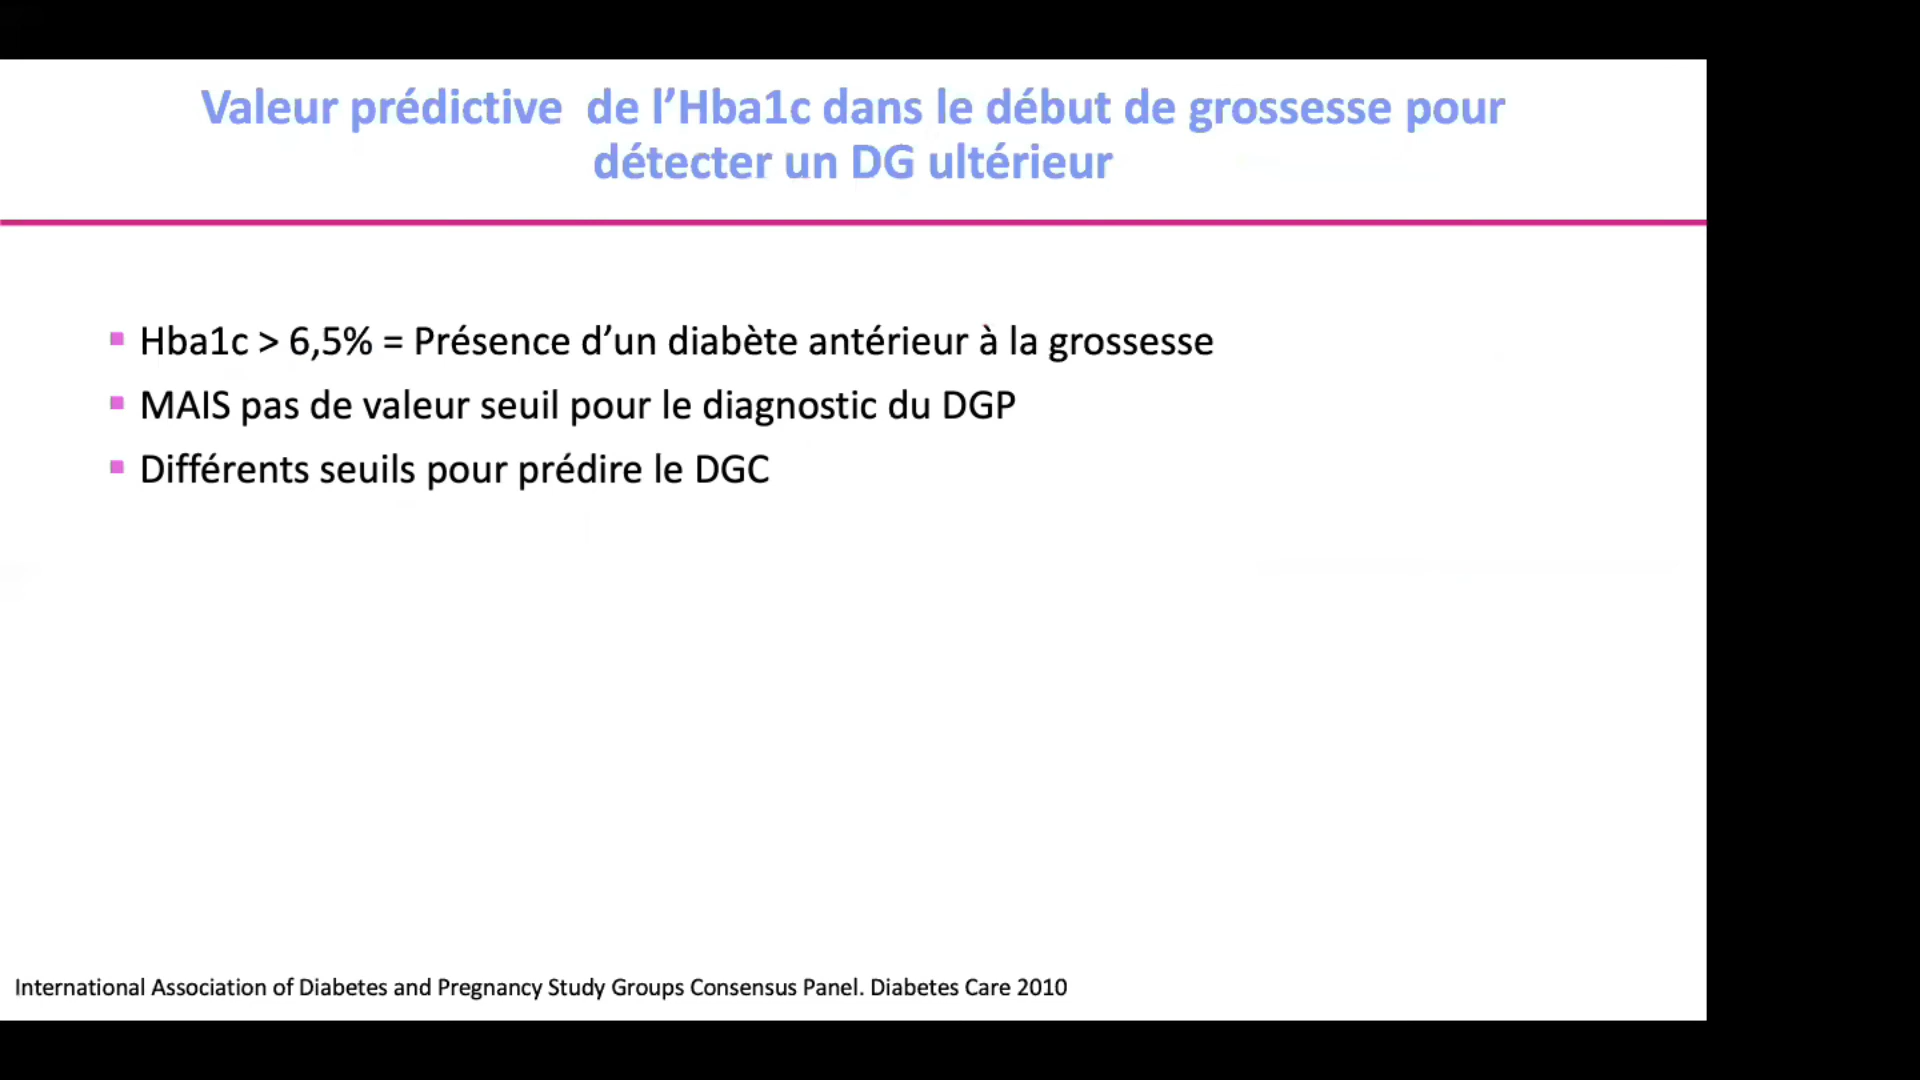 Valeur prédictive  de l’Hba1c dans le début de grossesse pour
détecter un DG ultérieur
Hba1c > 6,5% = Présence d’un diabète antérieur à la grossesse
MAIS pas de valeur seuil pour le diagnostic du DGP
Différents seuils pour prédire le DGC
International Association of Diabetes and Pregnancy Study Groups Consensus Panel. Diabetes Care 2010